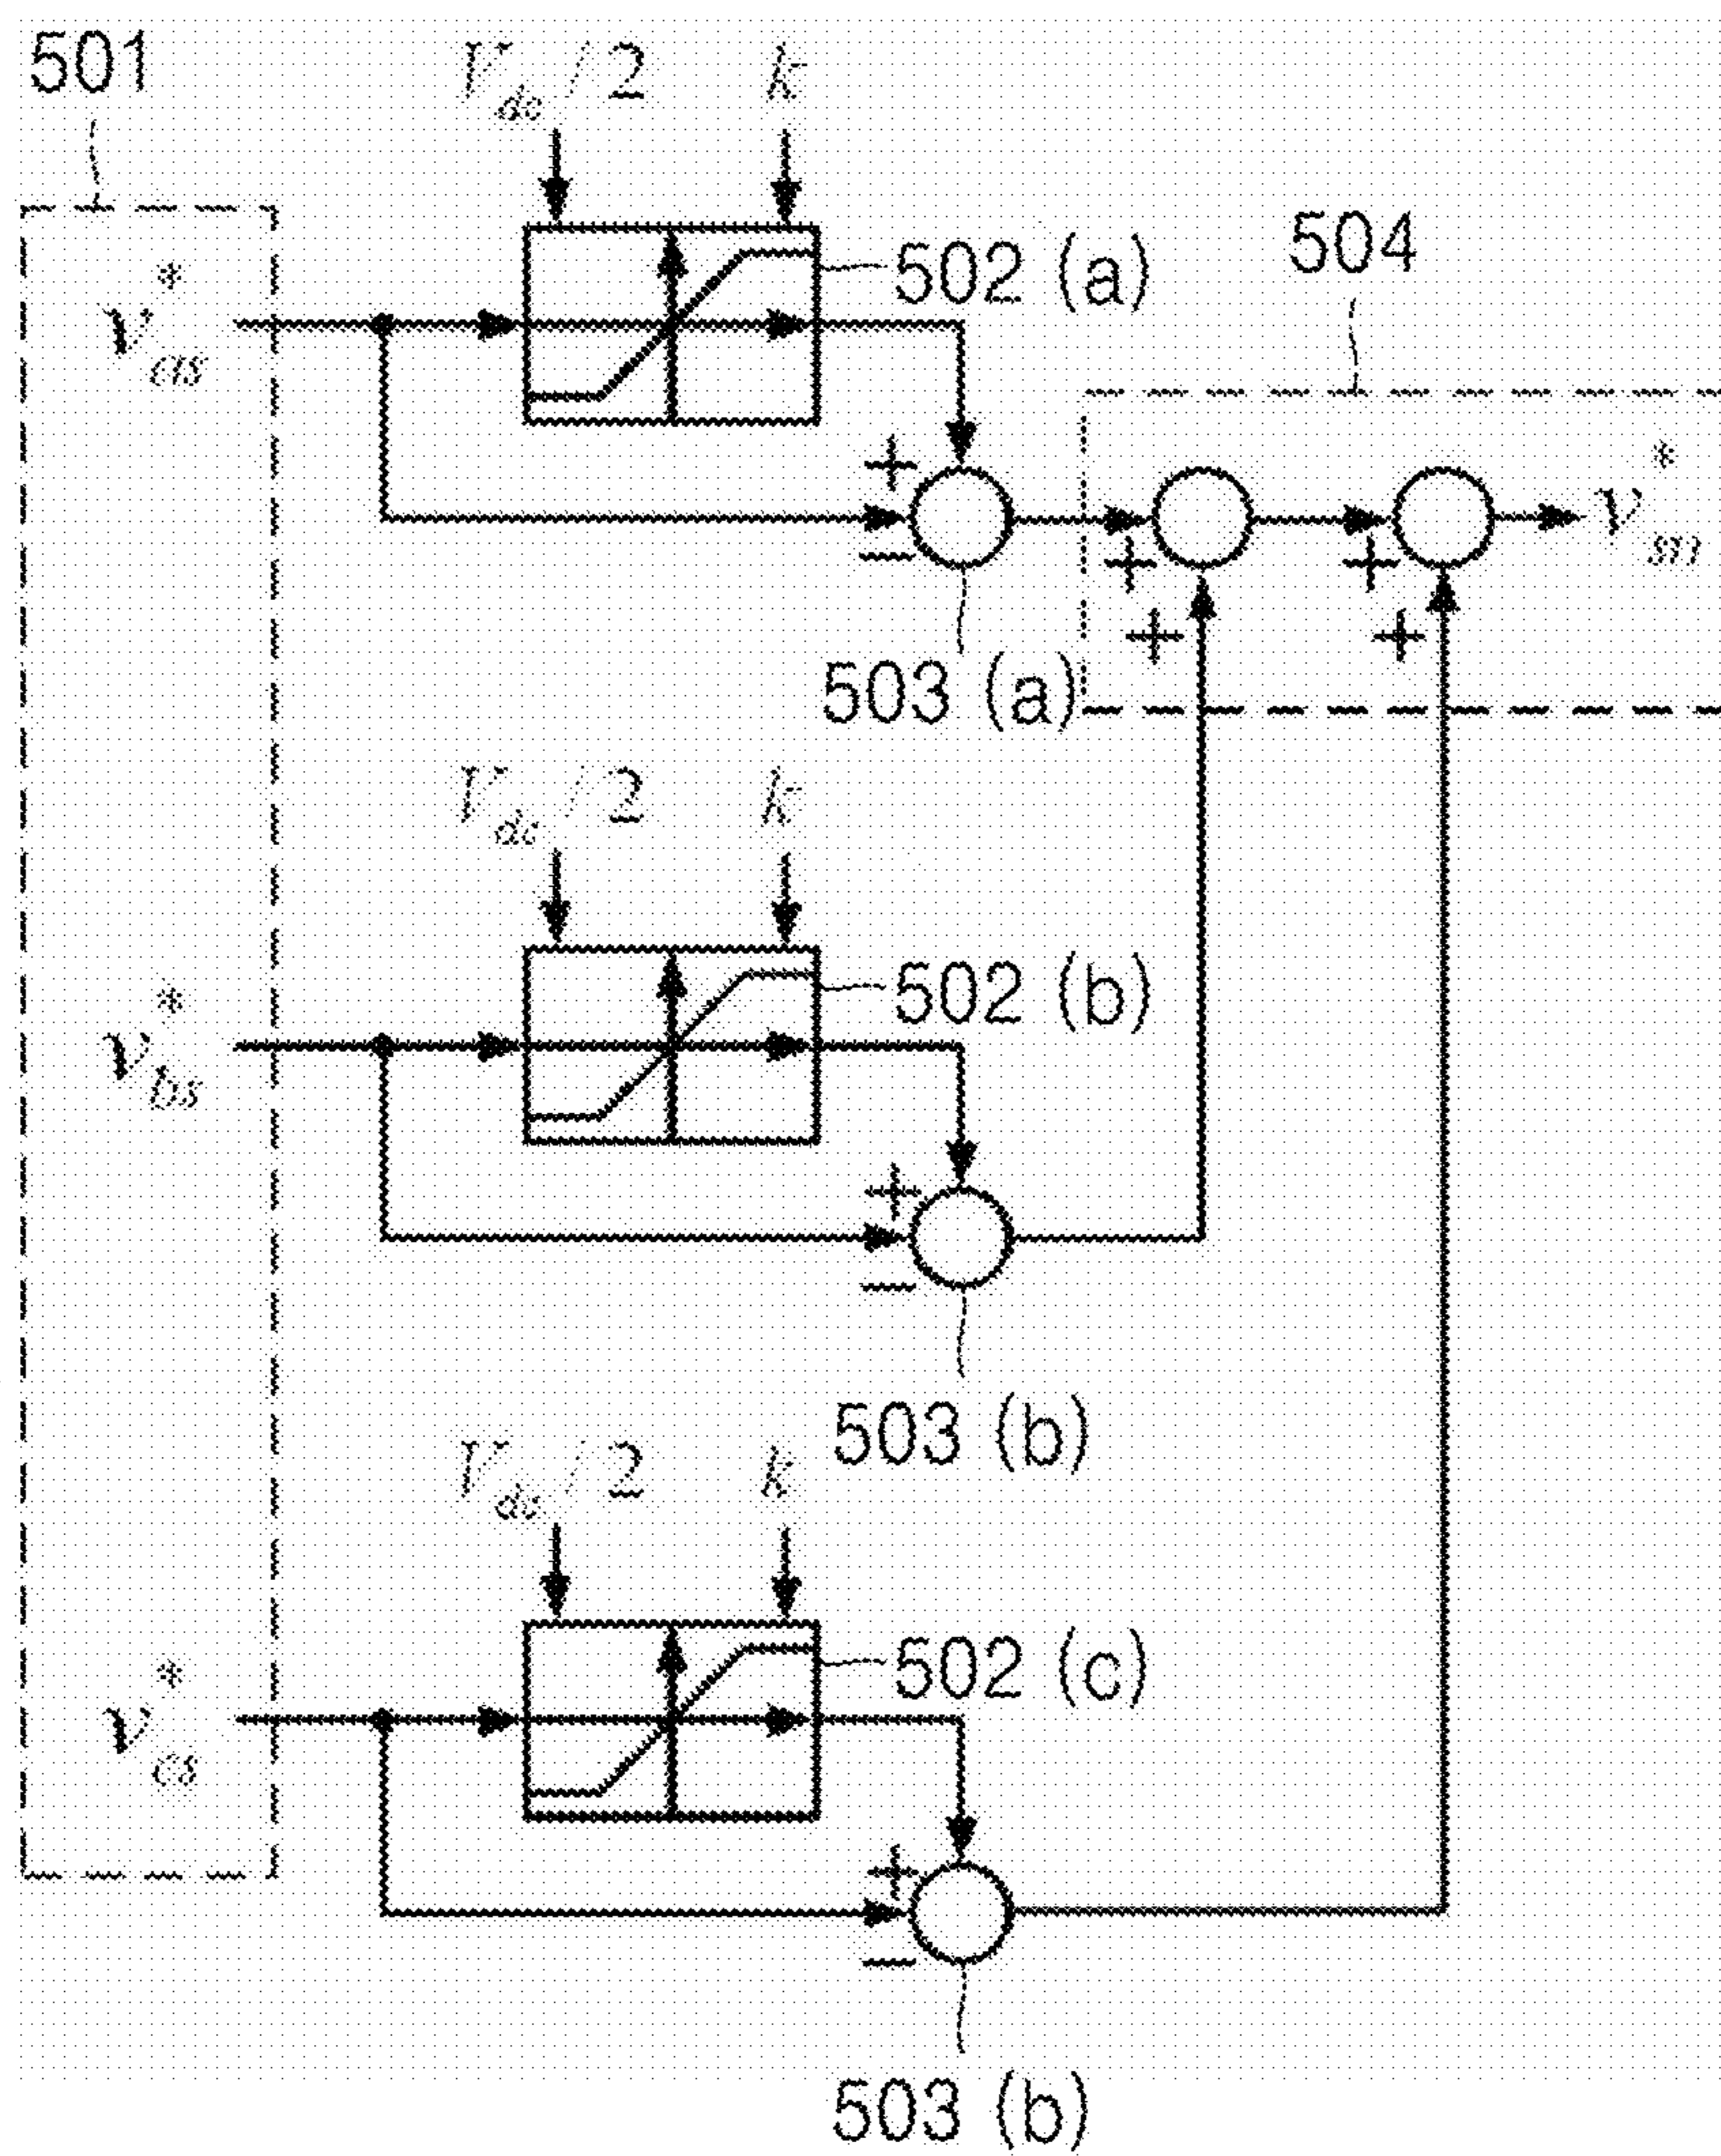 501
V_dc / 2 k
504
502 (a)
v*_as
+
−
v*_sn
+ +
+ +
503 (a)
V_dc / 2 k
502 (b)
v*_bs
+
−
503 (b)
V_dc / 2 k
502 (c)
v*_cs
+
−
503 (b)